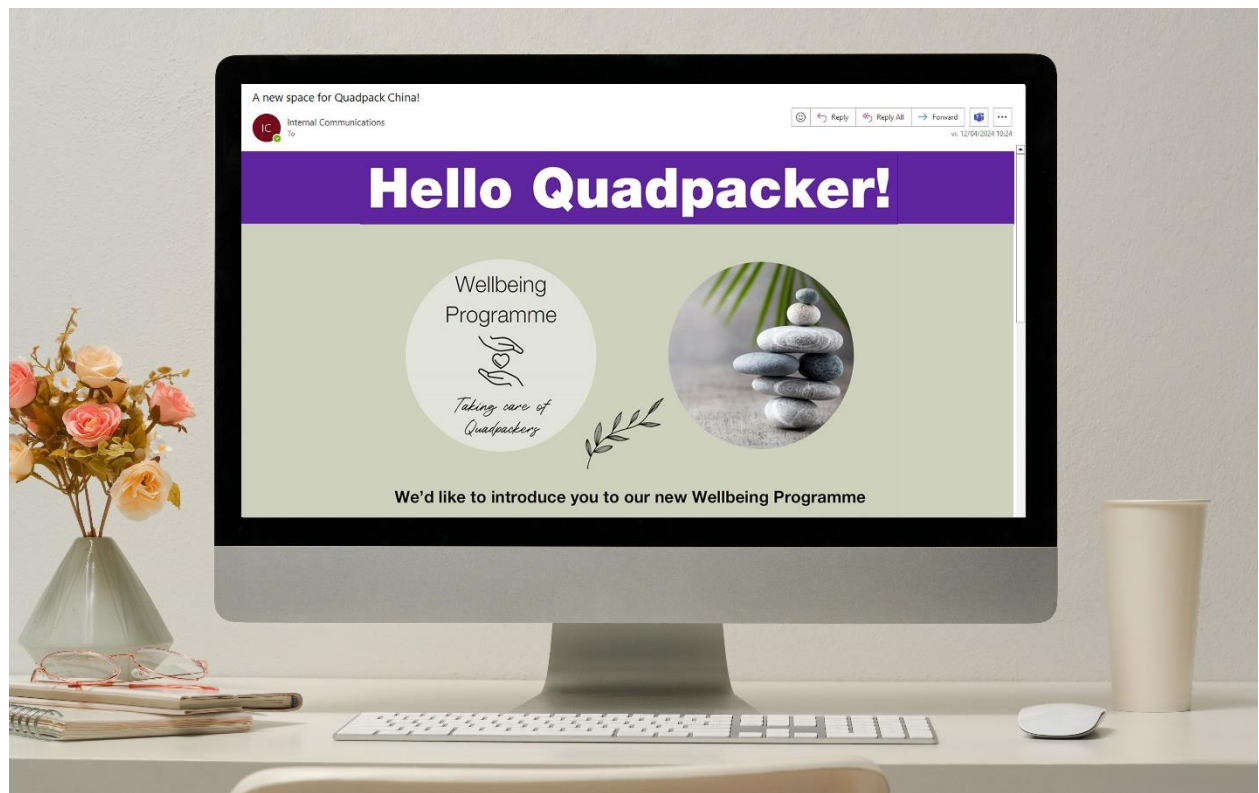 A new space for Quadpack China!
IC
Internal Communications
To
Reply
Reply All
Forward
vi. 12/04/2024 10:24
Hello Quadpacker!
Wellbeing
Programme
Taking care of
Quadpackers
We'd like to introduce you to our new Wellbeing Programme